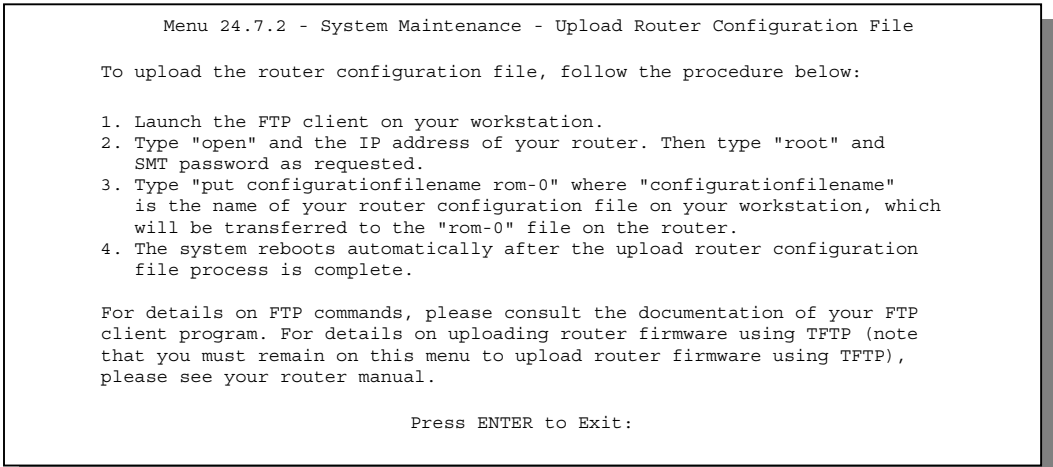 Menu 24.7.2 - System Maintenance - Upload Router Configuration File
To upload the router configuration file, follow the procedure below:
1. Launch the FTP client on your workstation.
2. Type "open" and the IP address of your router. Then type "root" and
SMT password as requested.
3. Type "put configurationfilename rom-0" where "configurationfilename"
is the name of your router configuration file on your workstation, which
will be transferred to the "rom-0" file on the router.
4. The system reboots automatically after the upload router configuration
file process is complete.
For details on FTP commands, please consult the documentation of your FTP
client program. For details on uploading router firmware using TFTP (note
that you must remain on this menu to upload router firmware using TFTP),
please see your router manual.
Press ENTER to Exit: